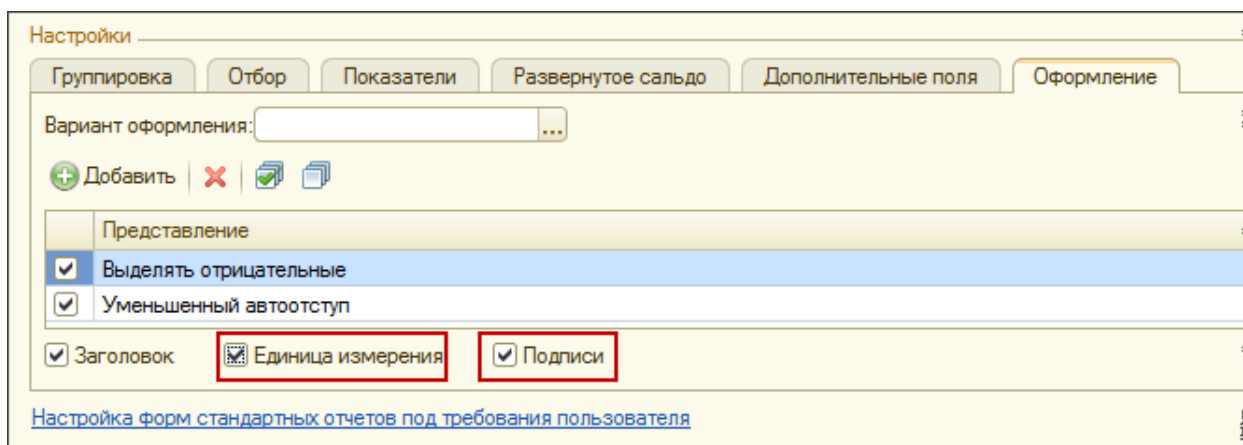 Настройки
Группировка Отбор Показатели Развернутое сальдо Дополнительные поля Оформление
Вариант оформления: ...
Добавить
Представление
Выделять отрицательные
Уменьшенный автоотступ
Заголовок Единица измерения Подписи
Настройка форм стандартных отчетов под требования пользователя